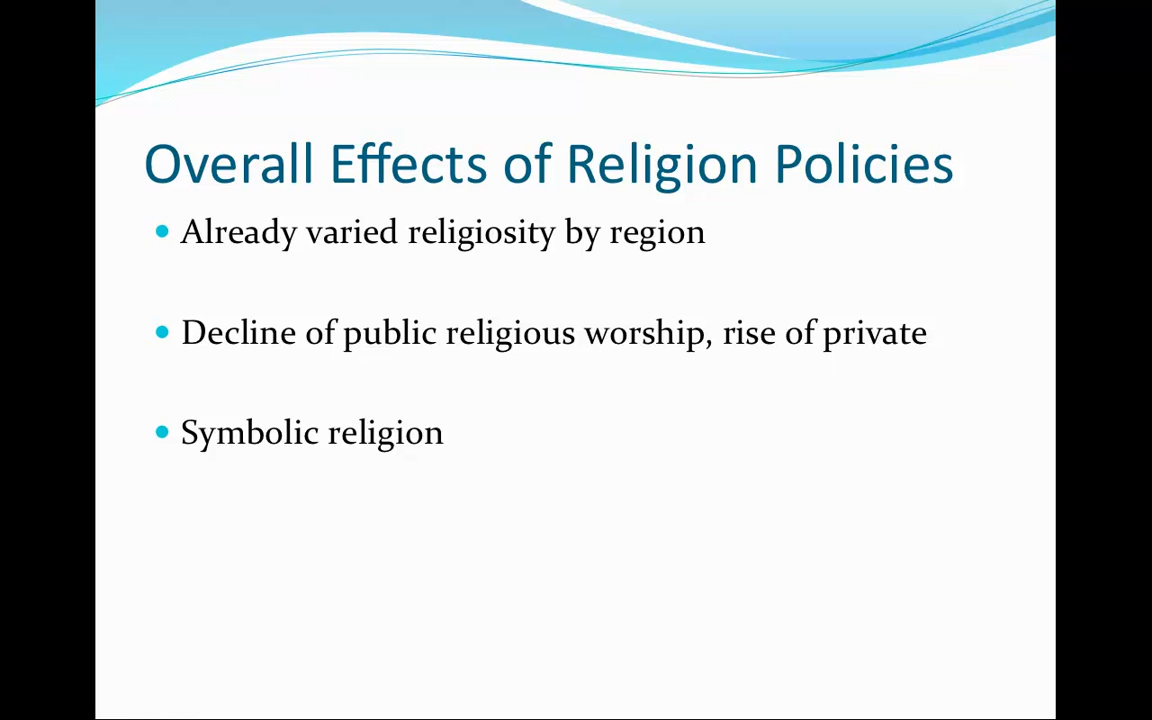 Overall Effects of Religion Policies
• Already varied religiosity by region
• Decline of public religious worship, rise of private
• Symbolic religion